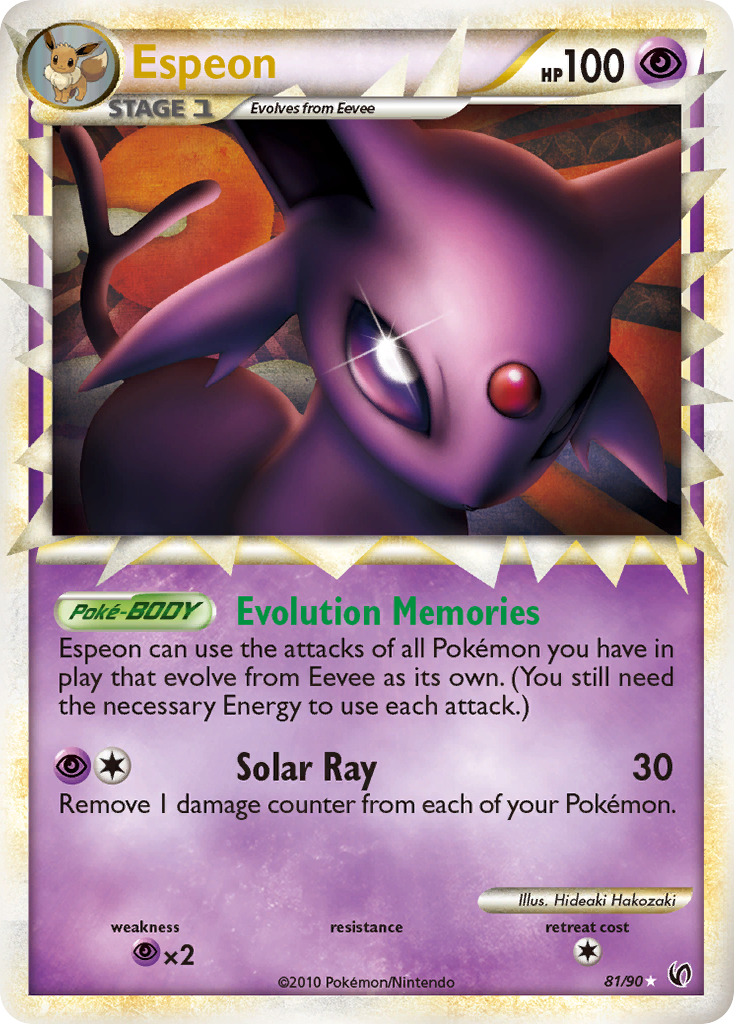 Espeon
HP100
STAGE 1
Evolves from Eevee
Poké-BODY Evolution Memories
Espeon can use the attacks of all Pokémon you have in
play that evolve from Eevee as its own. (You still need
the necessary Energy to use each attack.)
Solar Ray 30
Remove 1 damage counter from each of your Pokémon.
Illus. Hideaki Hakozaki
weakness resistance retreat cost
×2
©2010 Pokémon/Nintendo 81/90